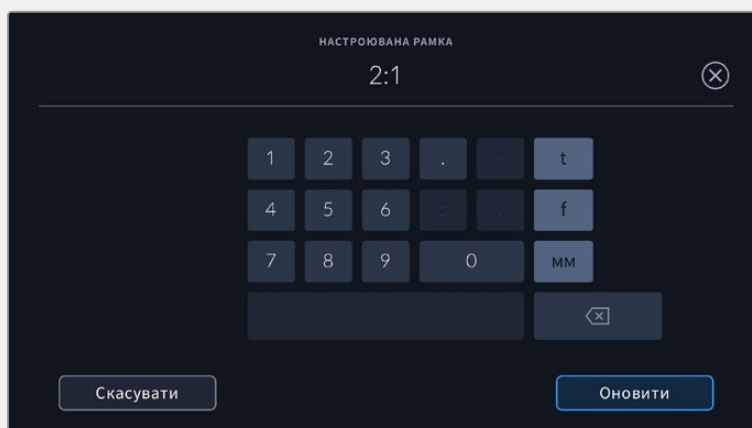 НАСТРОЮВАНА РАМКА
2:1
1 2 3 . - t
4 5 6 : , f
7 8 9 0 мм
Скасувати Оновити